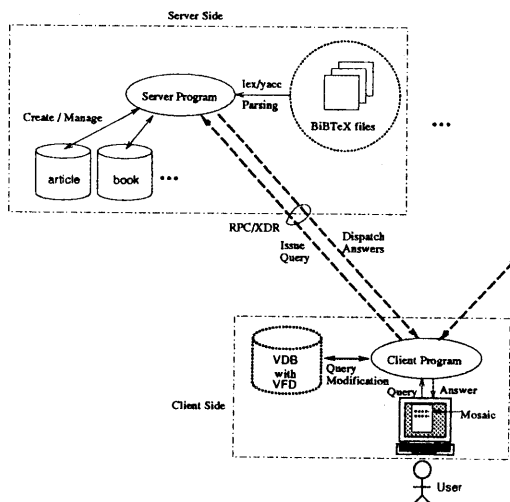 Server Side
lex/yacc
Server Program
Parsing
BiBTeX files
Create / Manage
article
book
RPC/XDR
Issue
Query
Dispatch
Answers
VDB
with
VFD
Query
Modification
Client Program
Query
Answer
Client Side
Mosaic
User